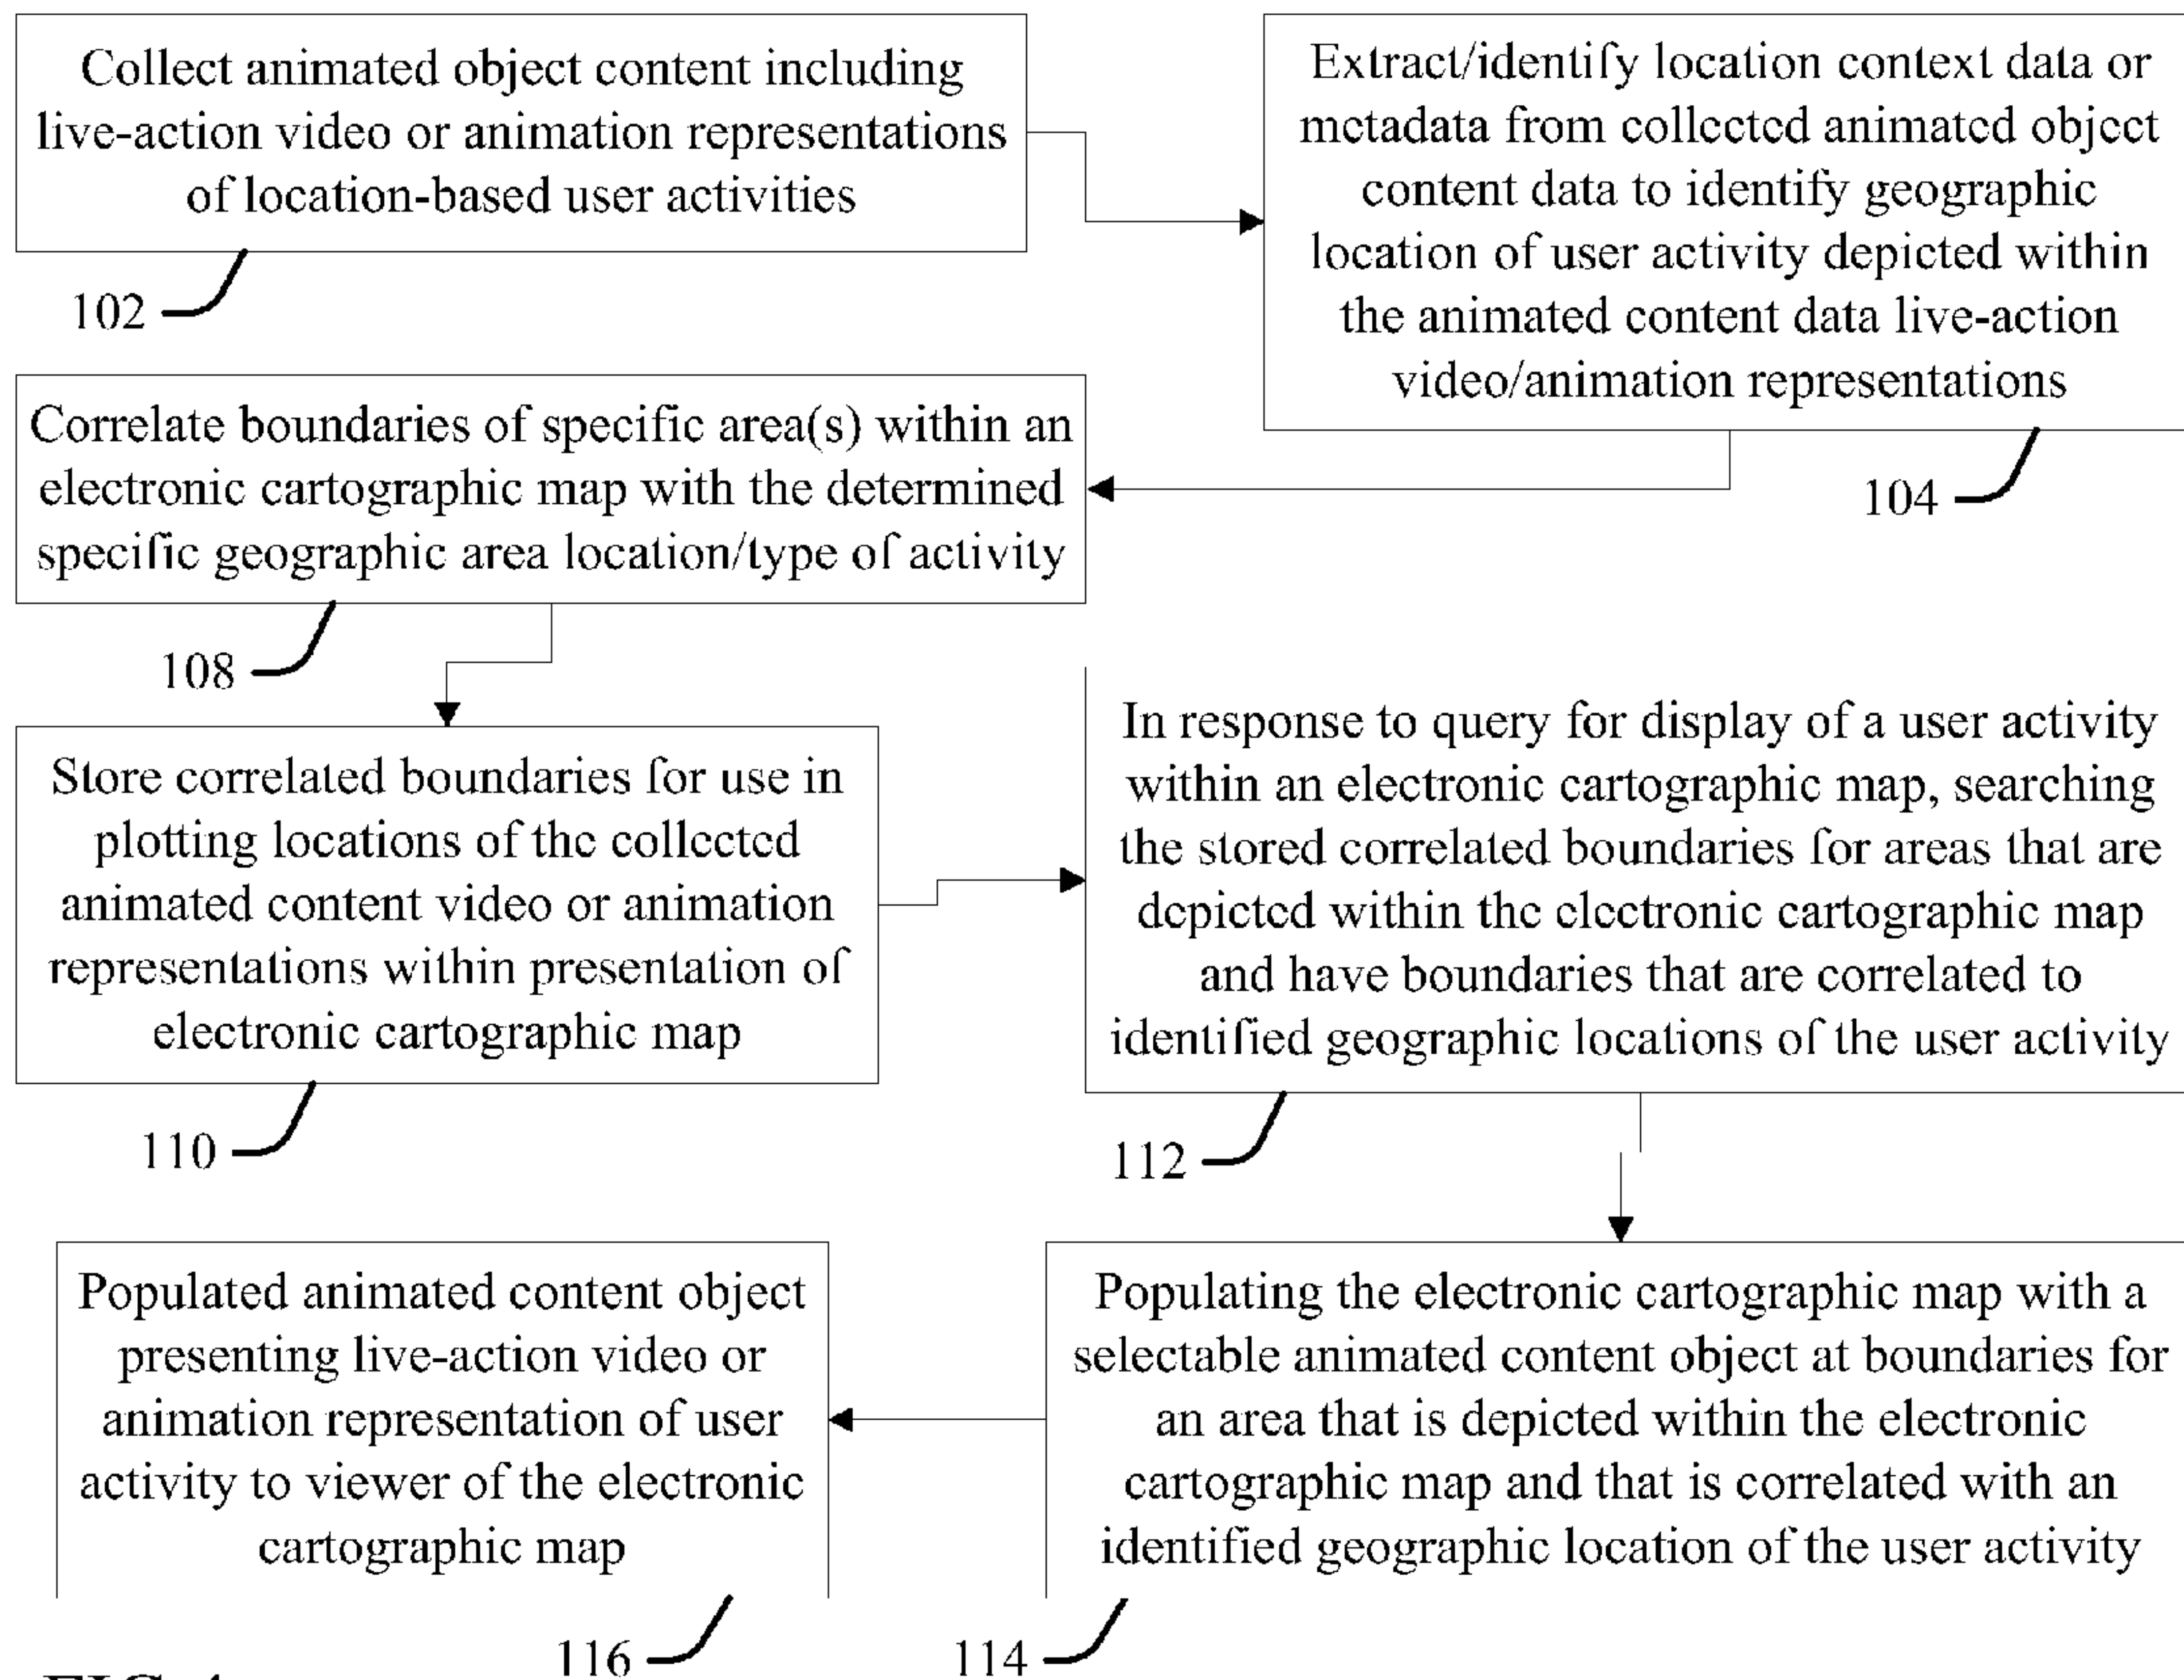 Collect animated object content including
live-action video or animation representations
of location-based user activities
102
Extract/identify location context data or
metadata from collected animated object
content data to identify geographic
location of user activity depicted within
the animated content data live-action
video/animation representations
104
Correlate boundaries of specific area(s) within an
electronic cartographic map with the determined
specific geographic area location/type of activity
108
Store correlated boundaries for use in
plotting locations of the collected
animated content video or animation
representations within presentation of
electronic cartographic map
110
In response to query for display of a user activity
within an electronic cartographic map, searching
the stored correlated boundaries for areas that are
depicted within the electronic cartographic map
and have boundaries that are correlated to
identified geographic locations of the user activity
112
Populating the electronic cartographic map with a
selectable animated content object at boundaries for
an area that is depicted within the electronic
cartographic map and that is correlated with an
identified geographic location of the user activity
114
Populated animated content object
presenting live-action video or
animation representation of user
activity to viewer of the electronic
cartographic map
116